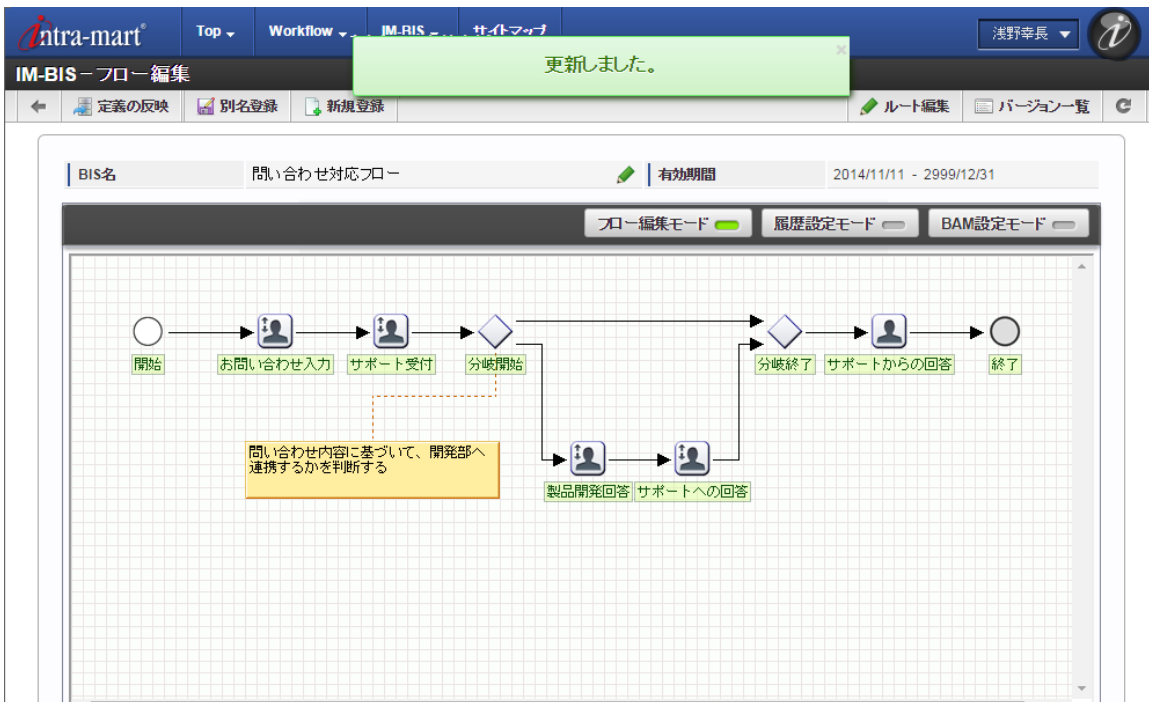 intra-mart®
Top
Workflow
IM-BIS
サイトマップ
浅野幸長
更新しました。
×
IM-BIS－フロー編集
定義の反映
別名登録
新規登録
ルート編集
バージョン一覧
BIS名
問い合わせ対応フロー
有効期間
2014/11/11 - 2999/12/31
フロー編集モード
履歴設定モード
BAM設定モード
開始
お問い合わせ入力
サポート受付
分岐開始
分岐終了
サポートからの回答
終了
問い合わせ内容に基づいて、開発部へ
連携するかを判断する
製品開発回答
サポートへの回答